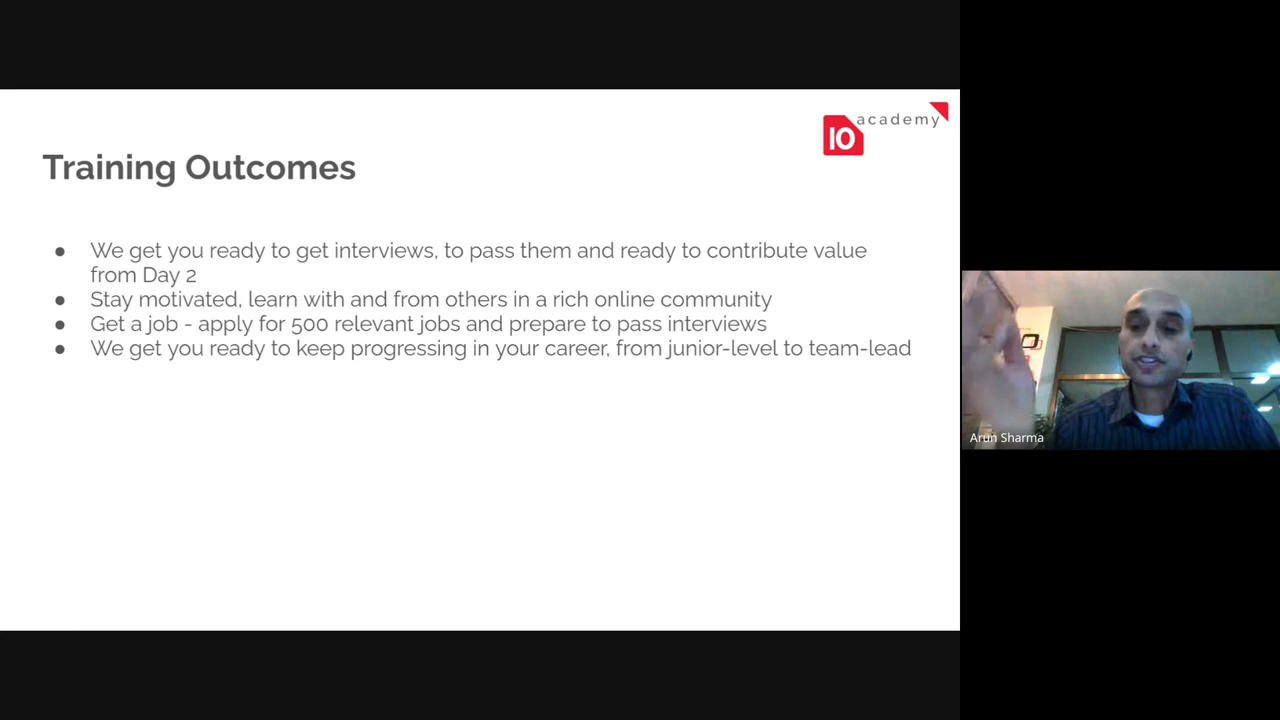 10 academy
Training Outcomes
● We get you ready to get interviews, to pass them and ready to contribute value
from Day 2
● Stay motivated, learn with and from others in a rich online community
● Get a job - apply for 500 relevant jobs and prepare to pass interviews
● We get you ready to keep progressing in your career, from junior-level to team-lead
Arun Sharma